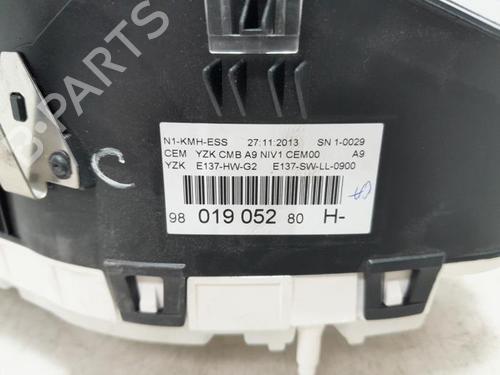 B-PARTS
N1-KMH-ESS 27:11:2013 SN 1-0029
CEM YZK CMB A9 NIV1 CEM00 A9
YZK E137-HW-G2 E137-SW-LL-0900
98 019 052 80 H-
C